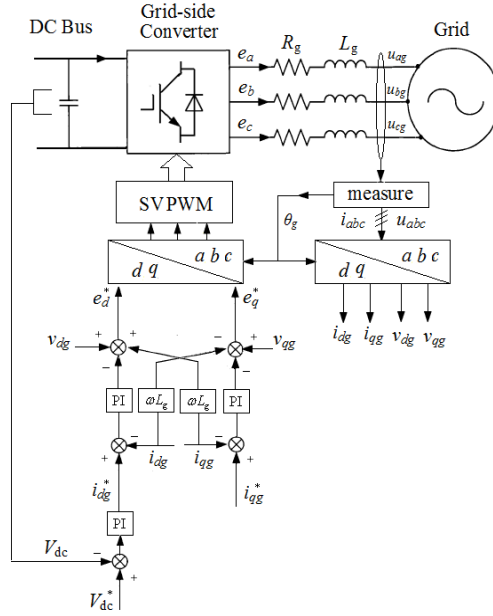 DC Bus
Grid-side
Converter
Grid
e_a
R_g
L_g
u_ag
e_b
u_bg
e_c
u_cg
SVPWM
measure
θ_g
i_abc
u_abc
a b c
d q
a b c
d q
e_d^*
e_q^*
i_dg
i_qg
v_dg
v_qg
v_dg
+
+
−
+
v_qg
−
−
PI
ωL_g
ωL_g
PI
−
−
+
i_dg
i_qg
+
i_dg^*
i_qg^*
PI
V_dc
−
+
V_dc^*